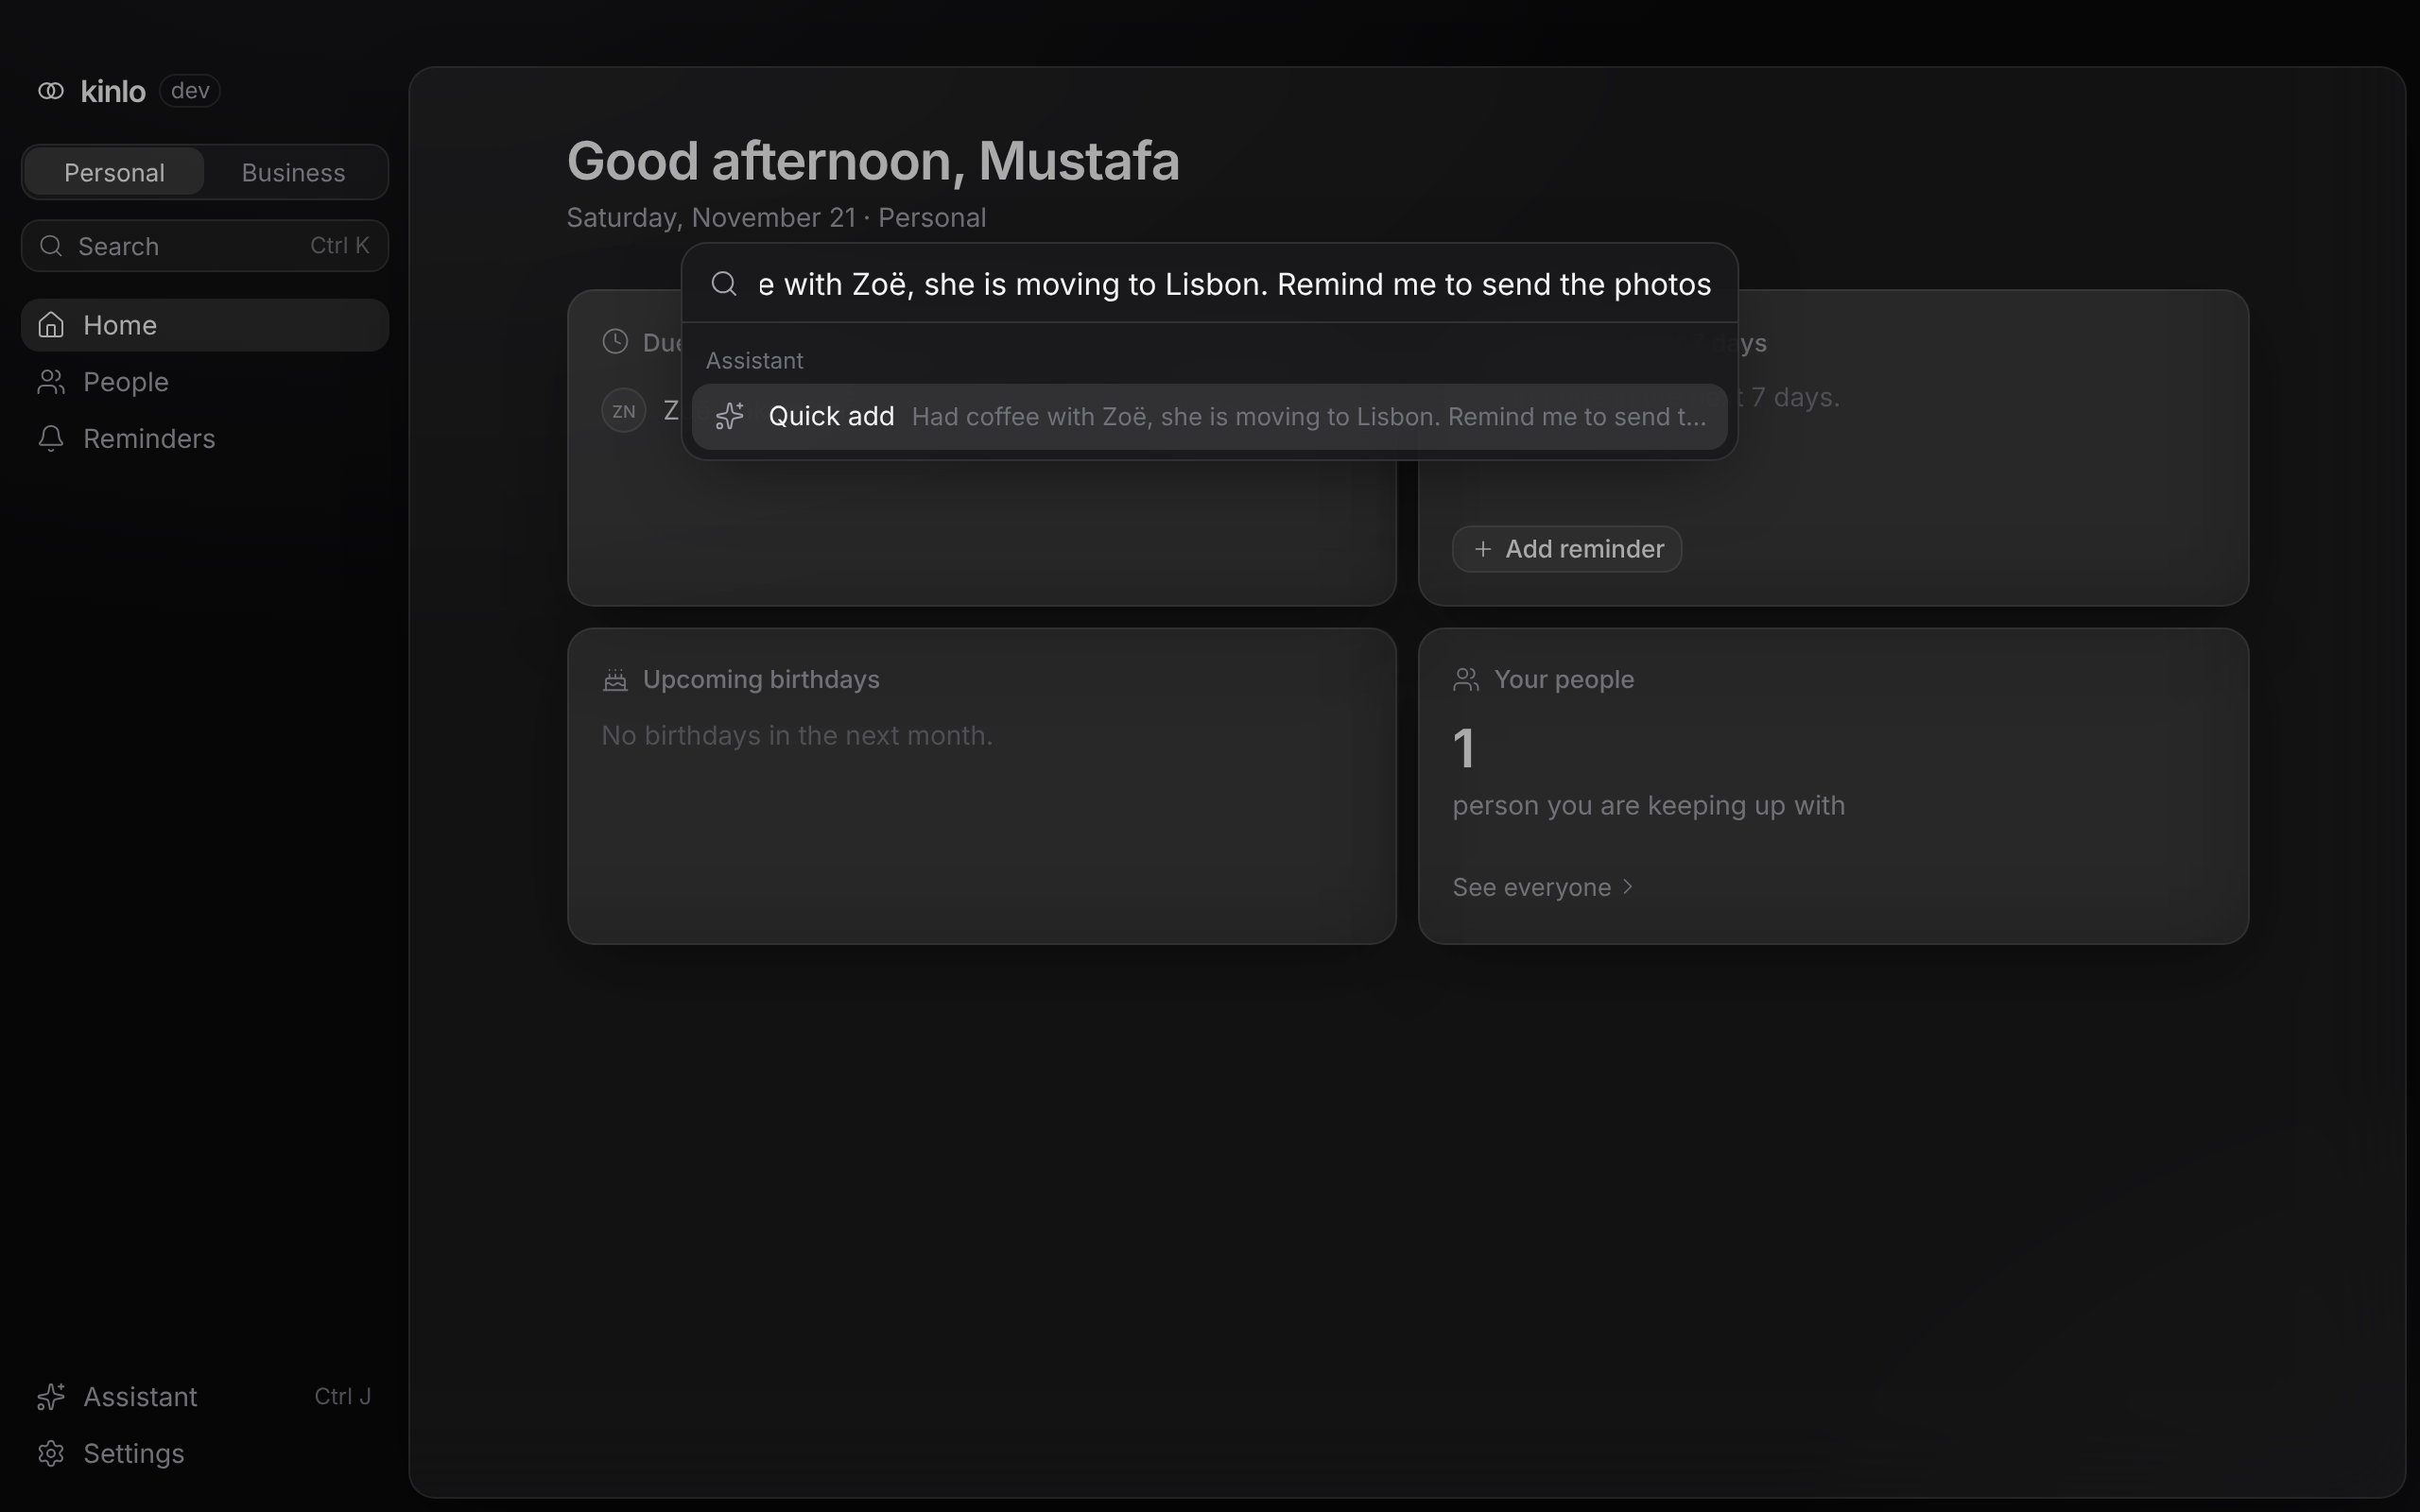 kinlo dev
Personal Business
Search Ctrl K
Home
People
Reminders
Assistant Ctrl J
Settings
Good afternoon, Mustafa
Saturday, November 21 · Personal
e with Zoë, she is moving to Lisbon. Remind me to send the photos
Assistant
Quick add Had coffee with Zoë, she is moving to Lisbon. Remind me to send t...
days
7 days.
ZN
Add reminder
Upcoming birthdays
No birthdays in the next month.
Your people
1
person you are keeping up with
See everyone